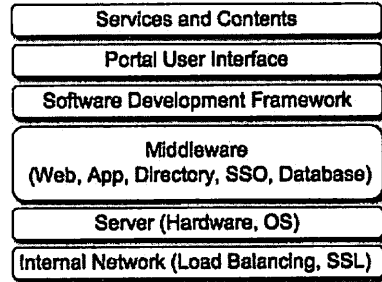 Services and Contents
Portal User Interface
Software Development Framework
Middleware
(Web, App, Directory, SSO, Database)
Server (Hardware, OS)
Internal Network (Load Balancing, SSL)